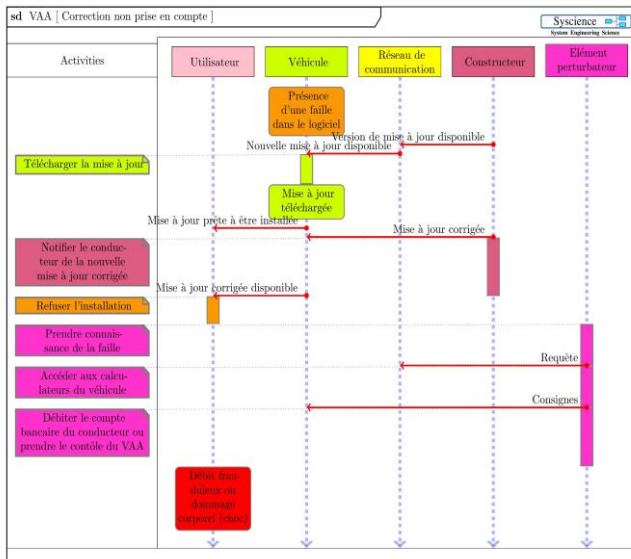 sd VAA [ Correction non prise en compte ]
Syscience
System Engineering Science
Activities
Utilisateur
Véhicule
Réseau de
communication
Constructeur
Elément
perturbateur
Présence
d'une faille
dans le logiciel
Version de mise à jour disponible
Nouvelle mise à jour disponible
Télécharger la mise à jour
Mise à jour
téléchargée
Mise à jour prête à être installée
Mise à jour corrigée
Notifier le conduc-
teur de la nouvelle
mise à jour corrigée
Mise à jour corrigée disponible
Refuser l'installation
Prendre connais-
sance de la faille
Requête
Accéder aux calcu-
lateurs du véhicule
Consignes
Débiter le compte
bancaire du conducteur ou
prendre le contôle du VAA
Débit frau-
duleux ou
dommage
corporel (choc)